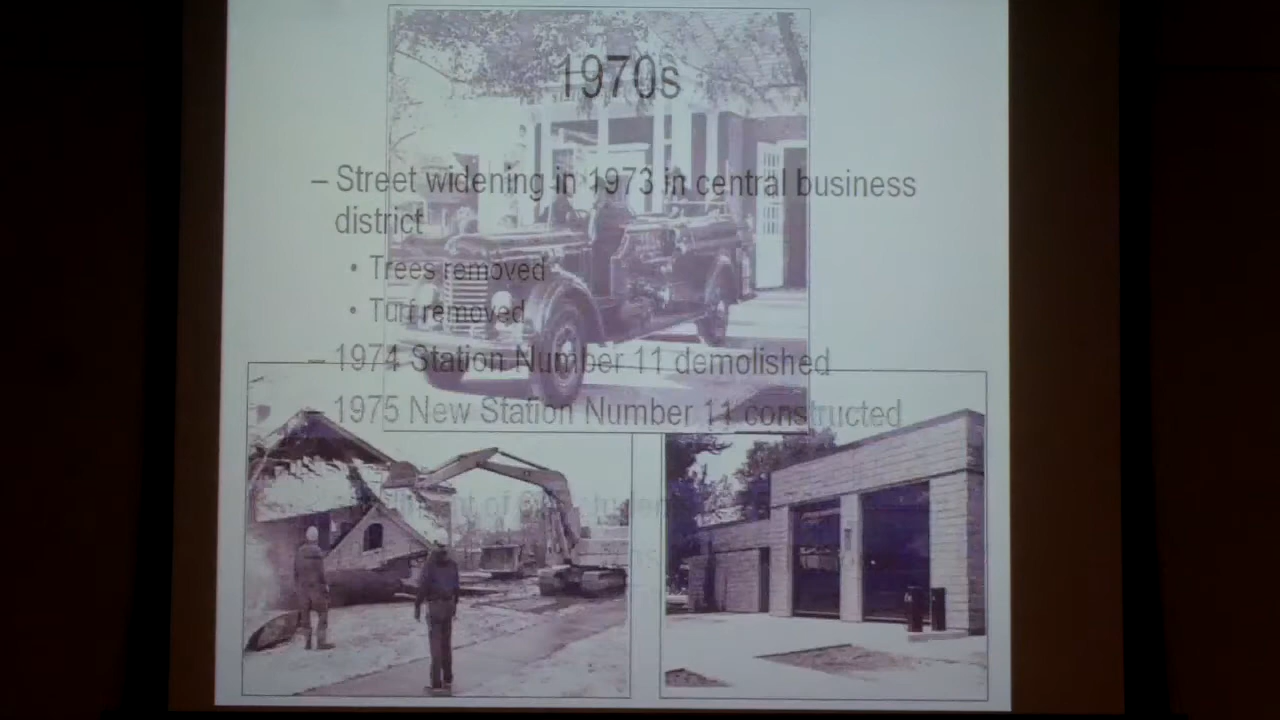 1970s
– Street widening in 1973 in central business
district
• Trees removed
• Turf removed
– 1974 Station Number 11 demolished
– 1975 New Station Number 11 constructed